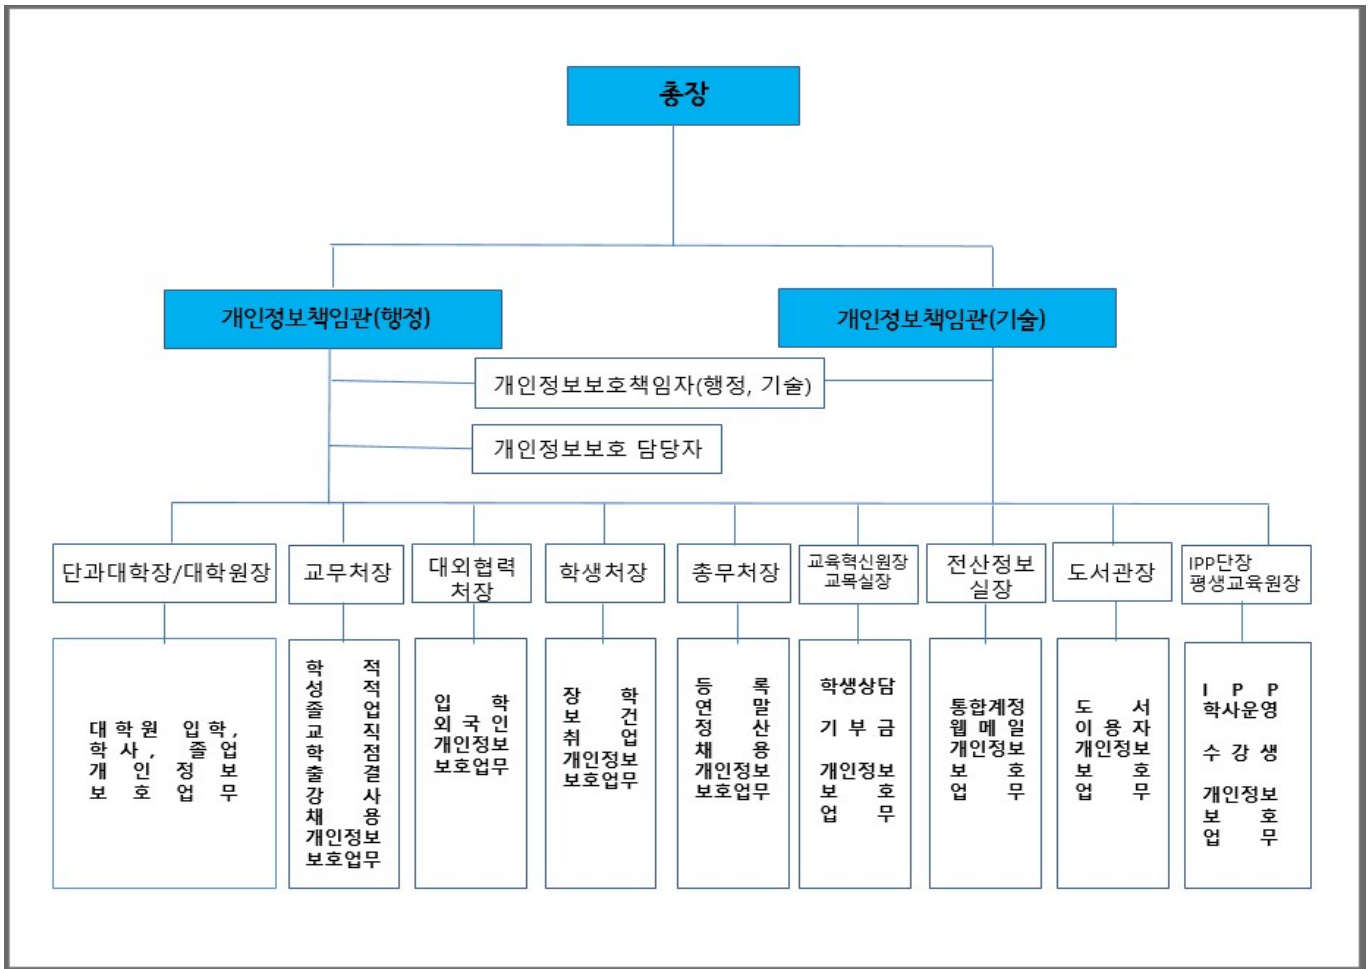 총장
개인정보책임관(행정)
개인정보책임관(기술)
개인정보보호책임자(행정, 기술)
개인정보보호 담당자
단과대학장/대학원장
교무처장
대외협력
처장
학생처장
총무처장
교육혁신원장
교목실장
전산정보
실장
도서관장
IPP단장
평생교육원장
대학원 입학,
학사, 졸업
개인정보
보호업무
학적
성적
졸업
교직
학점
출결
강사
채용
개인정보
보호업무
입학
외국인
개인정보
보호업무
장학
보건
취업
개인정보
보호업무
등록
연말
정산
채용
개인정보
보호업무
학생상담
기부금
개인정보
보호
업무
통합계정
웹메일
개인정보
보호
업무
도서
이용자
개인정보
보호
업무
IPP
학사운영
수강생
개인정보
보호
업무